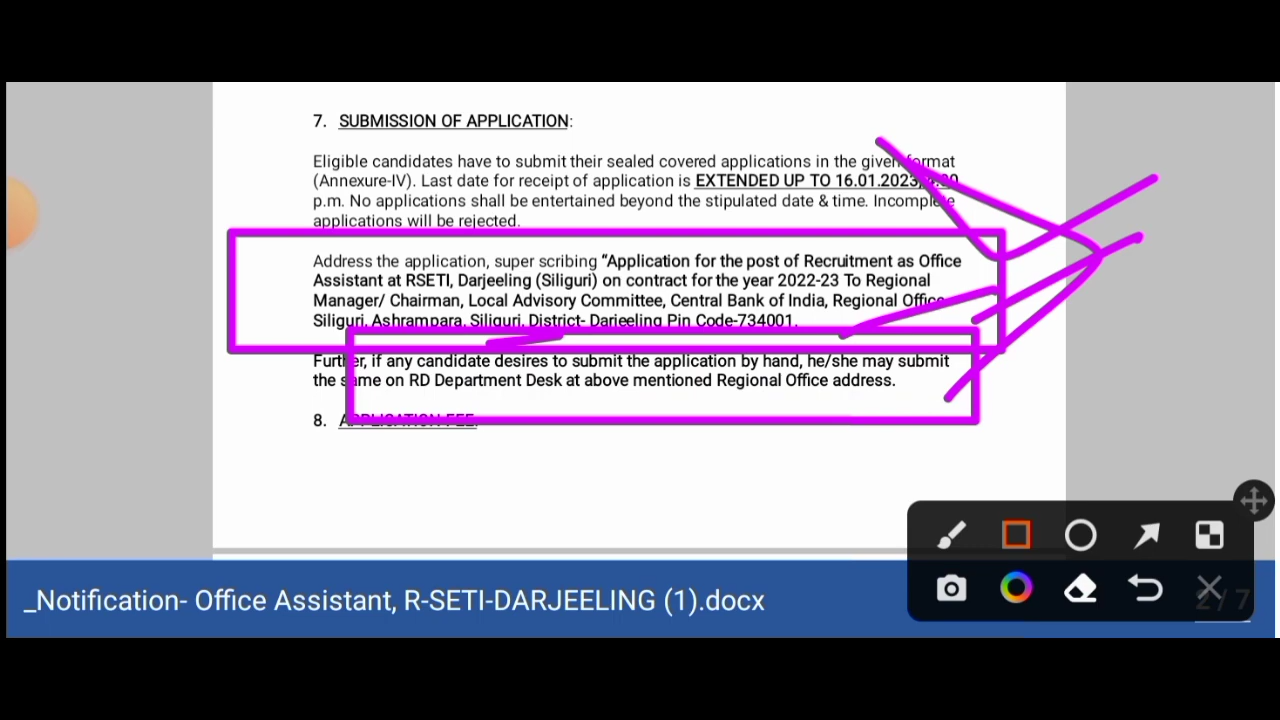 7. SUBMISSION OF APPLICATION:
Eligible candidates have to submit their sealed covered applications in the given format
(Annexure-IV). Last date for receipt of application is EXTENDED UP TO 16.01.2023,
p.m. No applications shall be entertained beyond the stipulated date & time. Incomplete
applications will be rejected.
Address the application, super scribing “Application for the post of Recruitment as Office
Assistant at RSETI, Darjeeling (Siliguri) on contract for the year 2022-23 To Regional
Manager/ Chairman, Local Advisory Committee, Central Bank of India, Regional Office
Siliguri, Ashrampara, Siliguri, District- Darjeeling Pin Code-734001.
Further, if any candidate desires to submit the application by hand, he/she may submit
the same on RD Department Desk at above mentioned Regional Office address.
8. APPLICATION FEE:
_Notification- Office Assistant, R-SETI-DARJEELING (1).docx
2 / 7